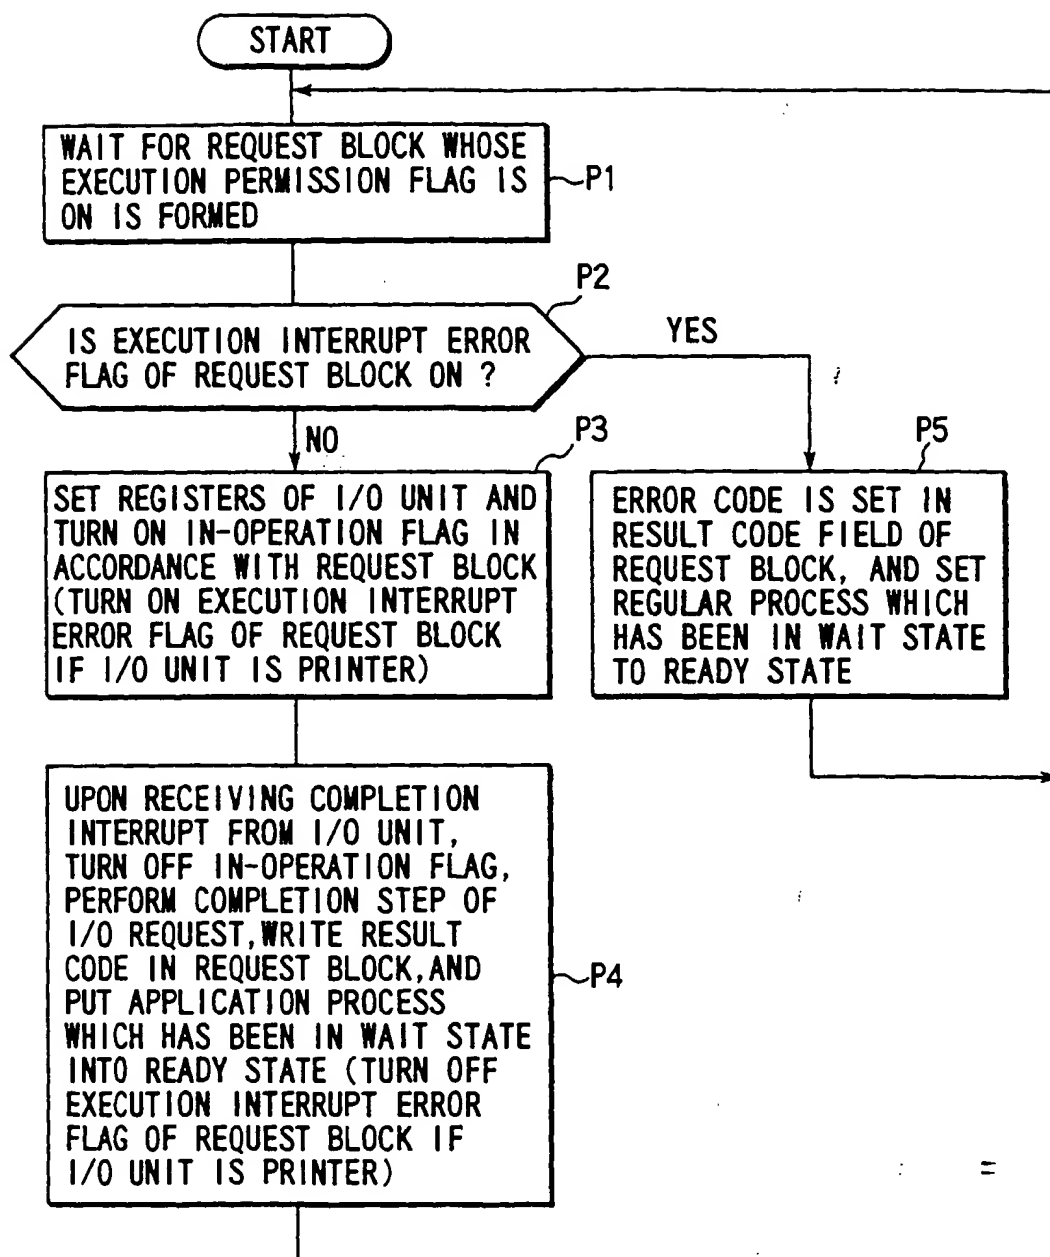 START
WAIT FOR REQUEST BLOCK WHOSE
EXECUTION PERMISSION FLAG IS
ON IS FORMED
P1
P2
IS EXECUTION INTERRUPT ERROR
FLAG OF REQUEST BLOCK ON ?
YES
NO
P3
SET REGISTERS OF I/O UNIT AND
TURN ON IN-OPERATION FLAG IN
ACCORDANCE WITH REQUEST BLOCK
(TURN ON EXECUTION INTERRUPT
ERROR FLAG OF REQUEST BLOCK
IF I/O UNIT IS PRINTER)
P5
ERROR CODE IS SET IN
RESULT CODE FIELD OF
REQUEST BLOCK, AND SET
REGULAR PROCESS WHICH
HAS BEEN IN WAIT STATE
TO READY STATE
UPON RECEIVING COMPLETION
INTERRUPT FROM I/O UNIT,
TURN OFF IN-OPERATION FLAG,
PERFORM COMPLETION STEP OF
I/O REQUEST,WRITE RESULT
CODE IN REQUEST BLOCK,AND
PUT APPLICATION PROCESS
WHICH HAS BEEN IN WAIT STATE
INTO READY STATE (TURN OFF
EXECUTION INTERRUPT ERROR
FLAG OF REQUEST BLOCK IF
I/O UNIT IS PRINTER)
P4